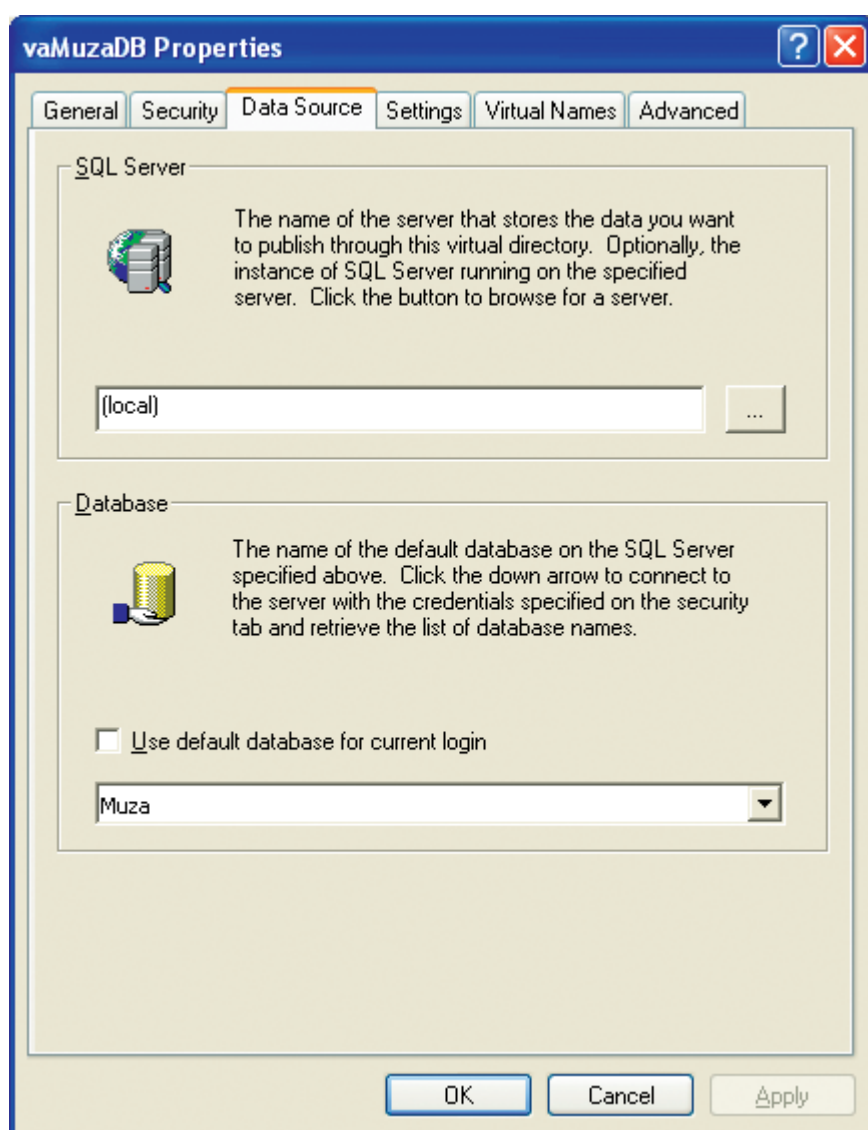 vaMuzaDB Properties
General Security Data Source Settings Virtual Names Advanced
SQL Server
The name of the server that stores the data you want
to publish through this virtual directory. Optionally, the
instance of SQL Server running on the specified
server. Click the button to browse for a server.
(local)
...
Database
The name of the default database on the SQL Server
specified above. Click the down arrow to connect to
the server with the credentials specified on the security
tab and retrieve the list of database names.
Use default database for current login
Muza
OK Cancel Apply